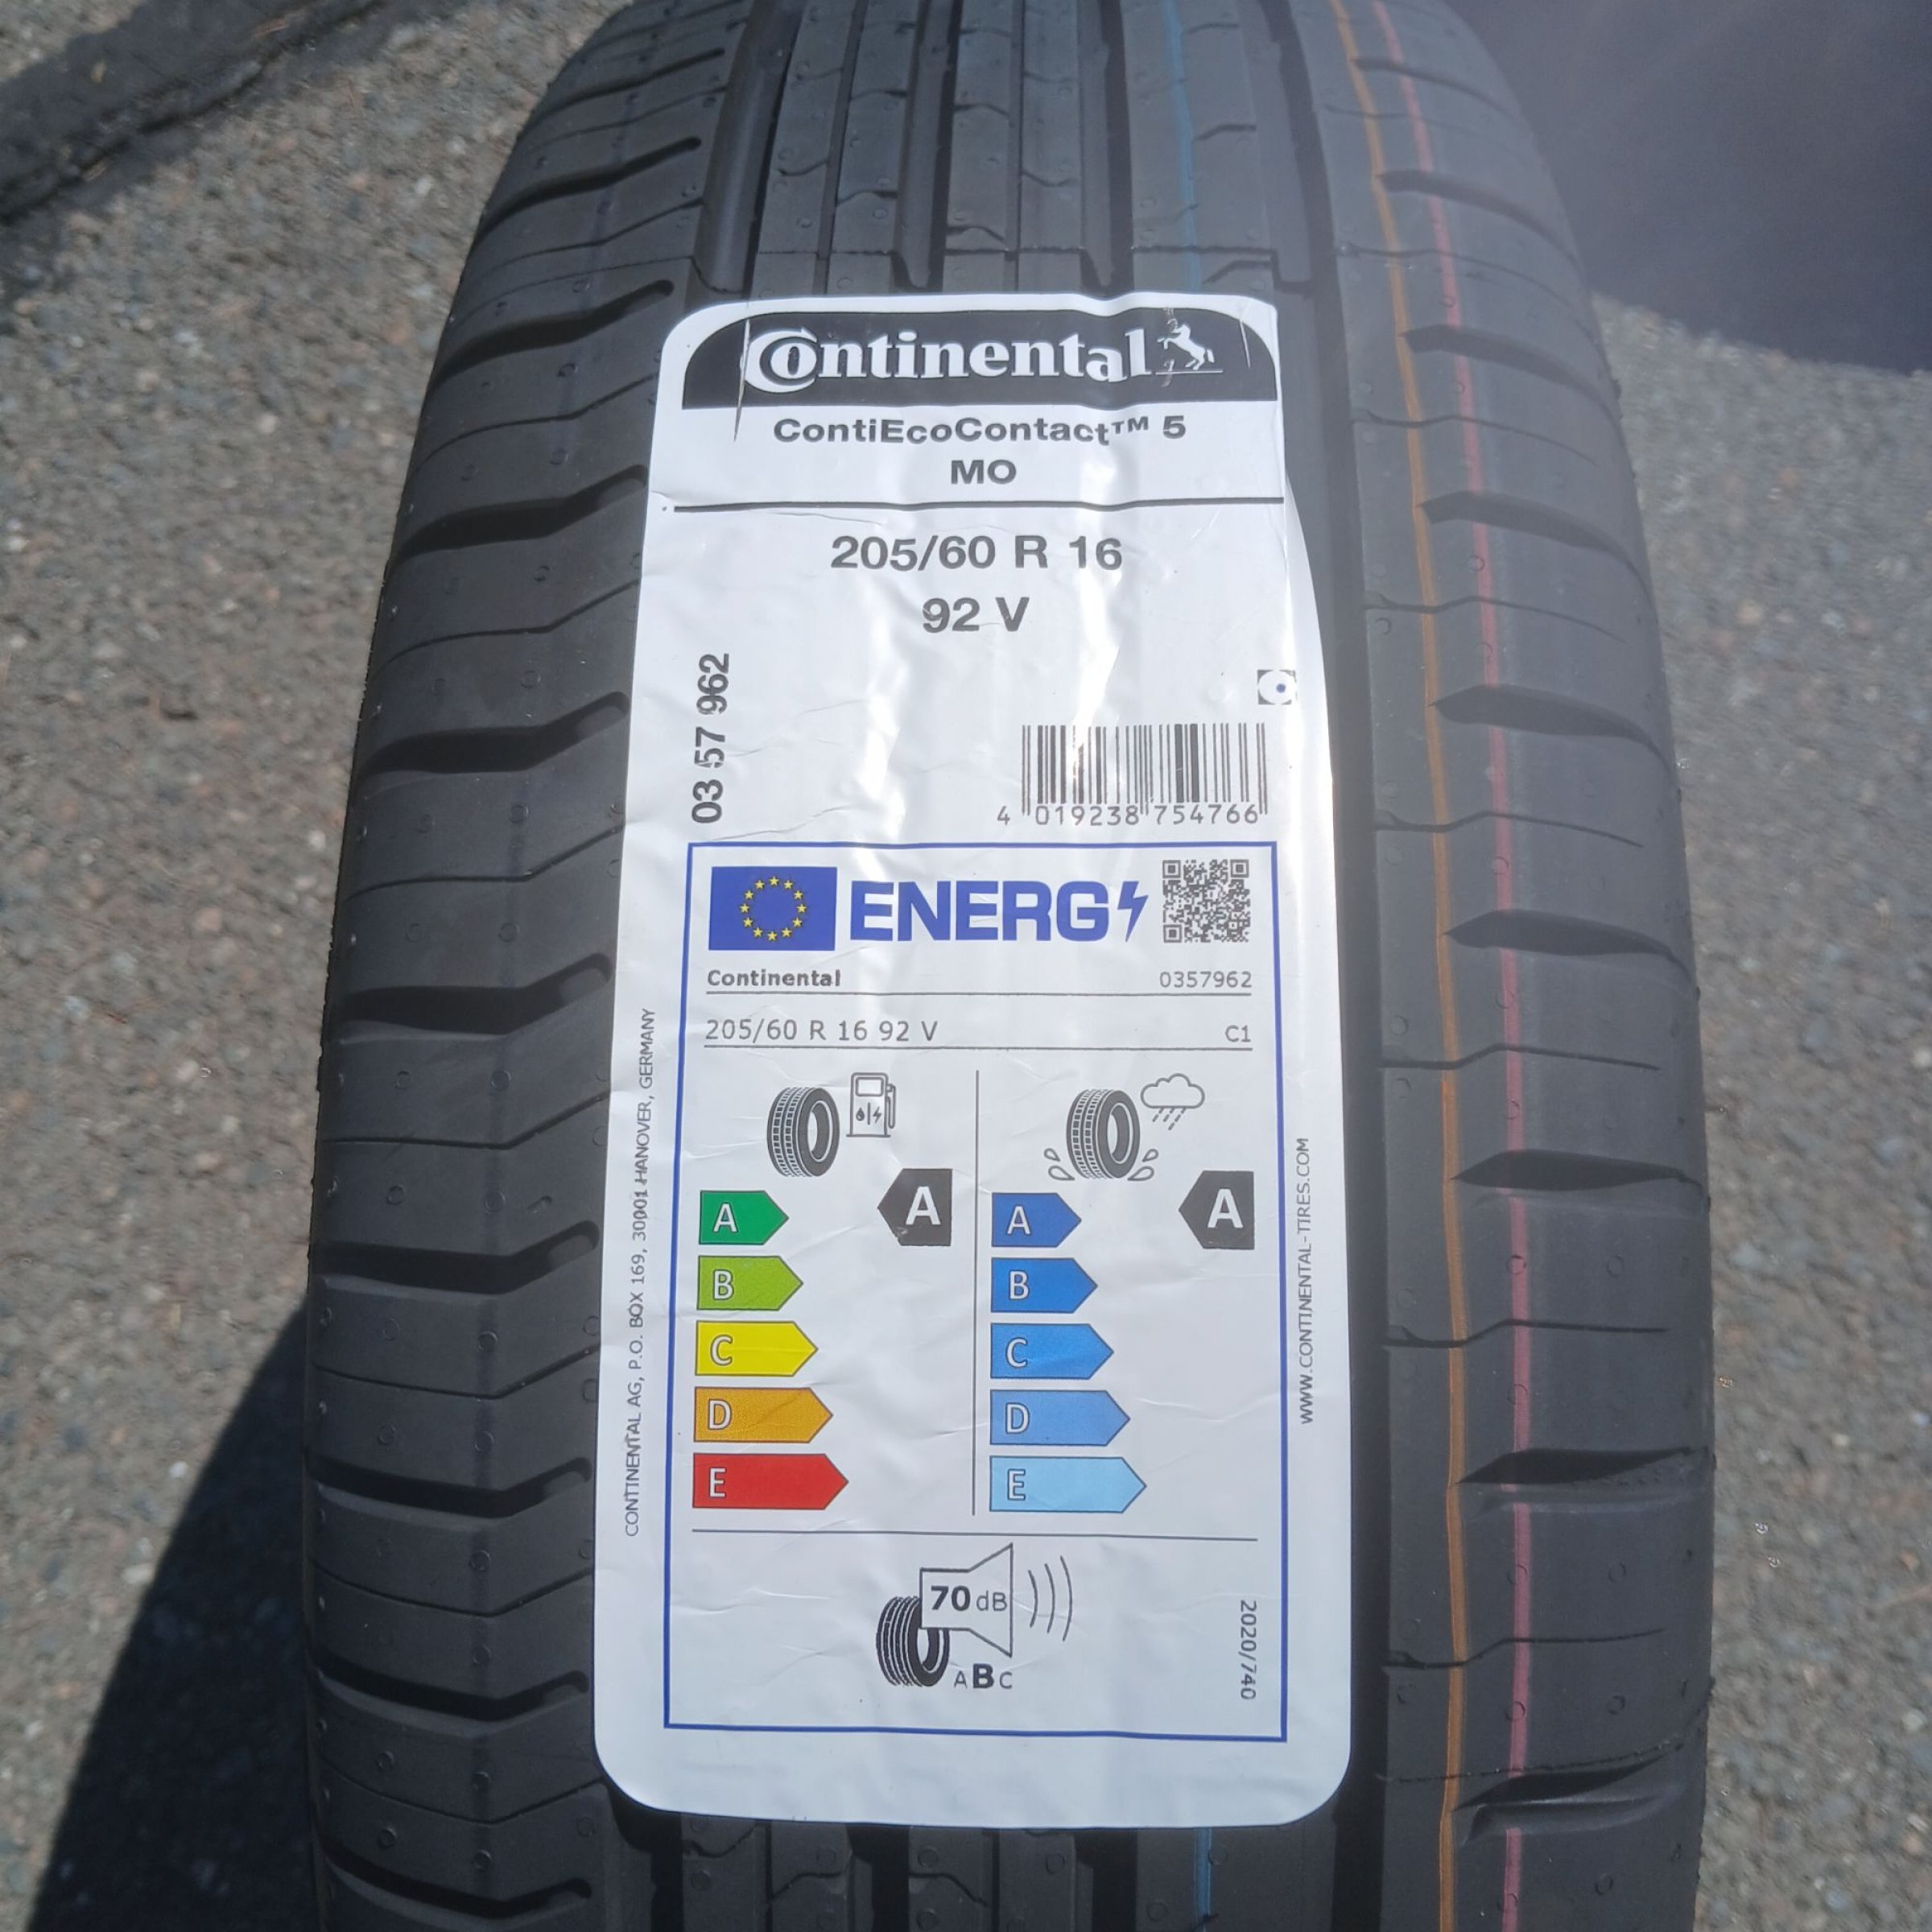 Continental
ContiEcoContact™ 5
MO
205/60 R 16
92 V
03 57 962
4 019238 754766
ENERG
Continental 0357962
205/60 R 16 92 V C1
A A A A
B B
C C
D D
E E
70 dB
ABC
2020/740
CONTINENTAL AG, P.O. BOX 169, 30001 HANOVER, GERMANY
WWW.CONTINENTAL-TIRES.COM